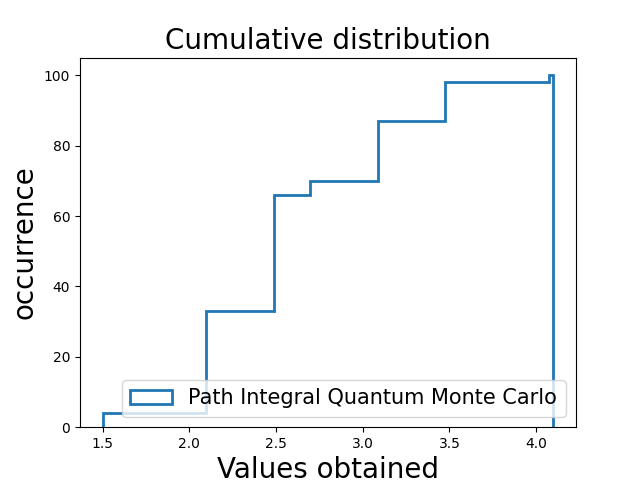 Cumulative distribution
100
80
60
40
20
0
occurrence
Path Integral Quantum Monte Carlo
1.5 2.0 2.5 3.0 3.5 4.0
Values obtained